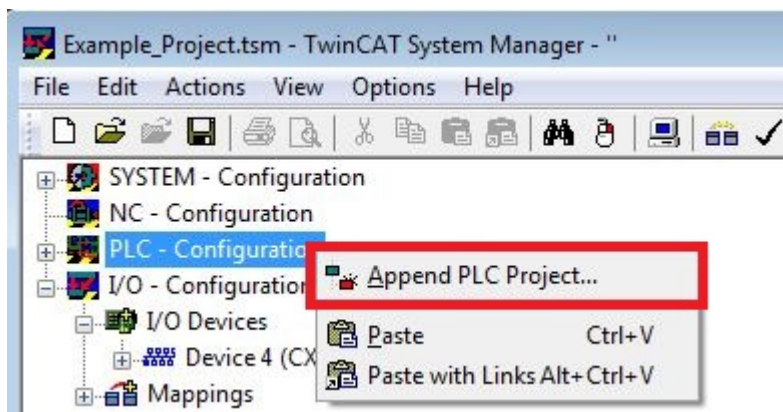 Example_Project.tsm - TwinCAT System Manager - ''
File Edit Actions View Options Help
SYSTEM - Configuration
NC - Configuration
PLC - Configuratio
Append PLC Project...
I/O - Configuration
I/O Devices
Paste Ctrl+V
Device 4 (CX
Paste with Links Alt+Ctrl+V
Mappings